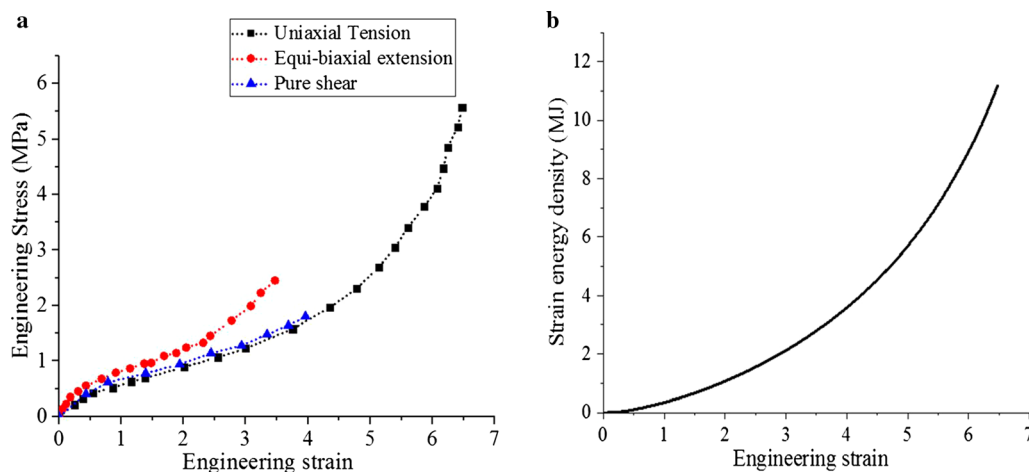 a
Uniaxial Tension
Equi-biaxial extension
Pure shear
6
5
4
3
2
1
0
Engineering Stress (MPa)
0 1 2 3 4 5 6 7
Engineering strain
b
12
10
8
6
4
2
0
Strain energy density (MJ)
0 1 2 3 4 5 6 7
Engineering strain